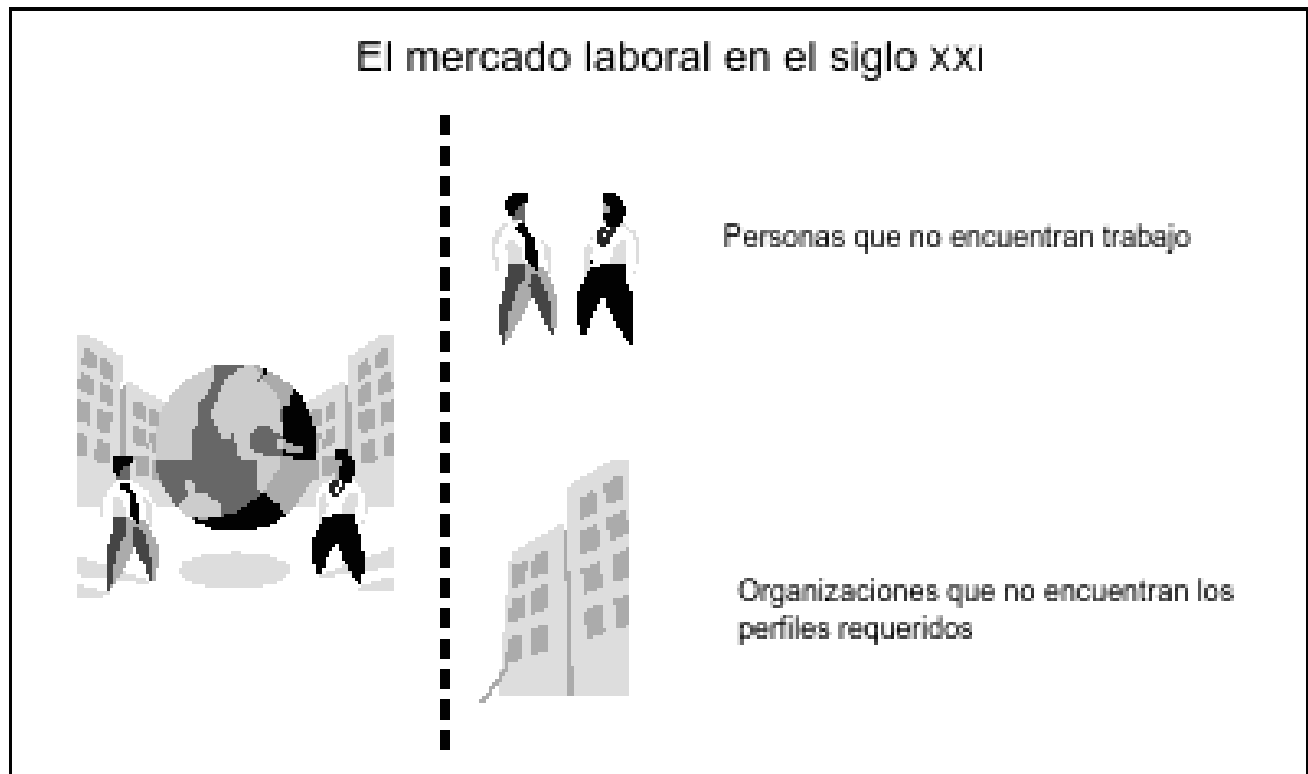 El mercado laboral en el siglo XXI
Personas que no encuentran trabajo
Organizaciones que no encuentran los
perfiles requeridos